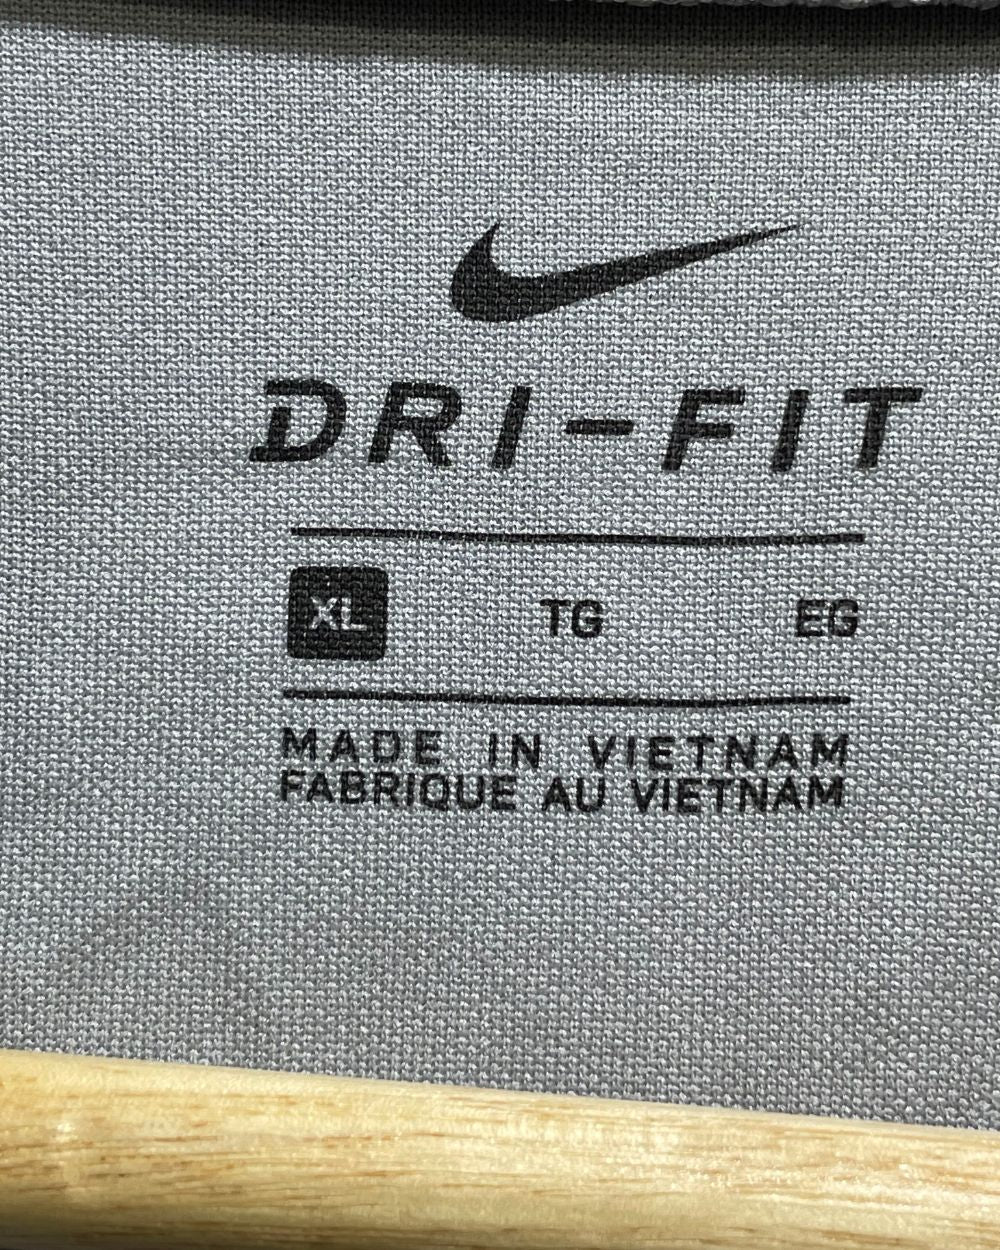 DRI-FIT
XL TG EG
MADE IN VIETNAM
FABRIQUE AU VIETNAM